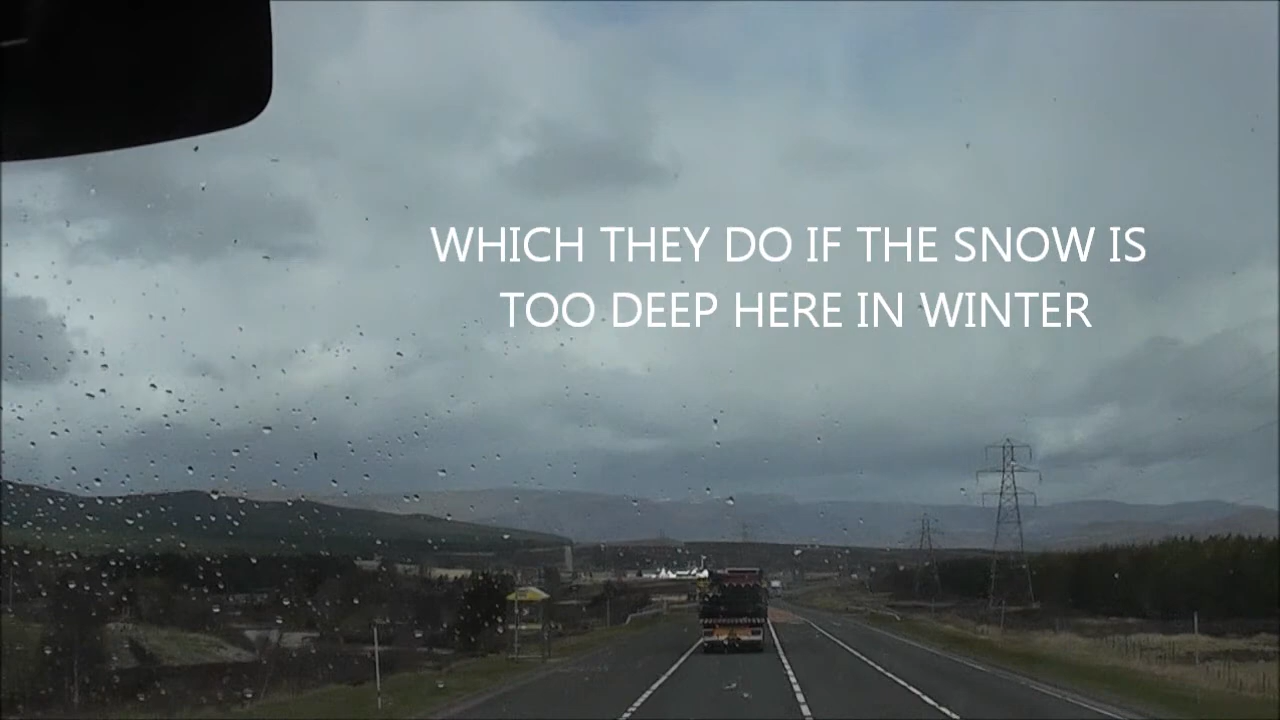 WHICH THEY DO IF THE SNOW IS
TOO DEEP HERE IN WINTER